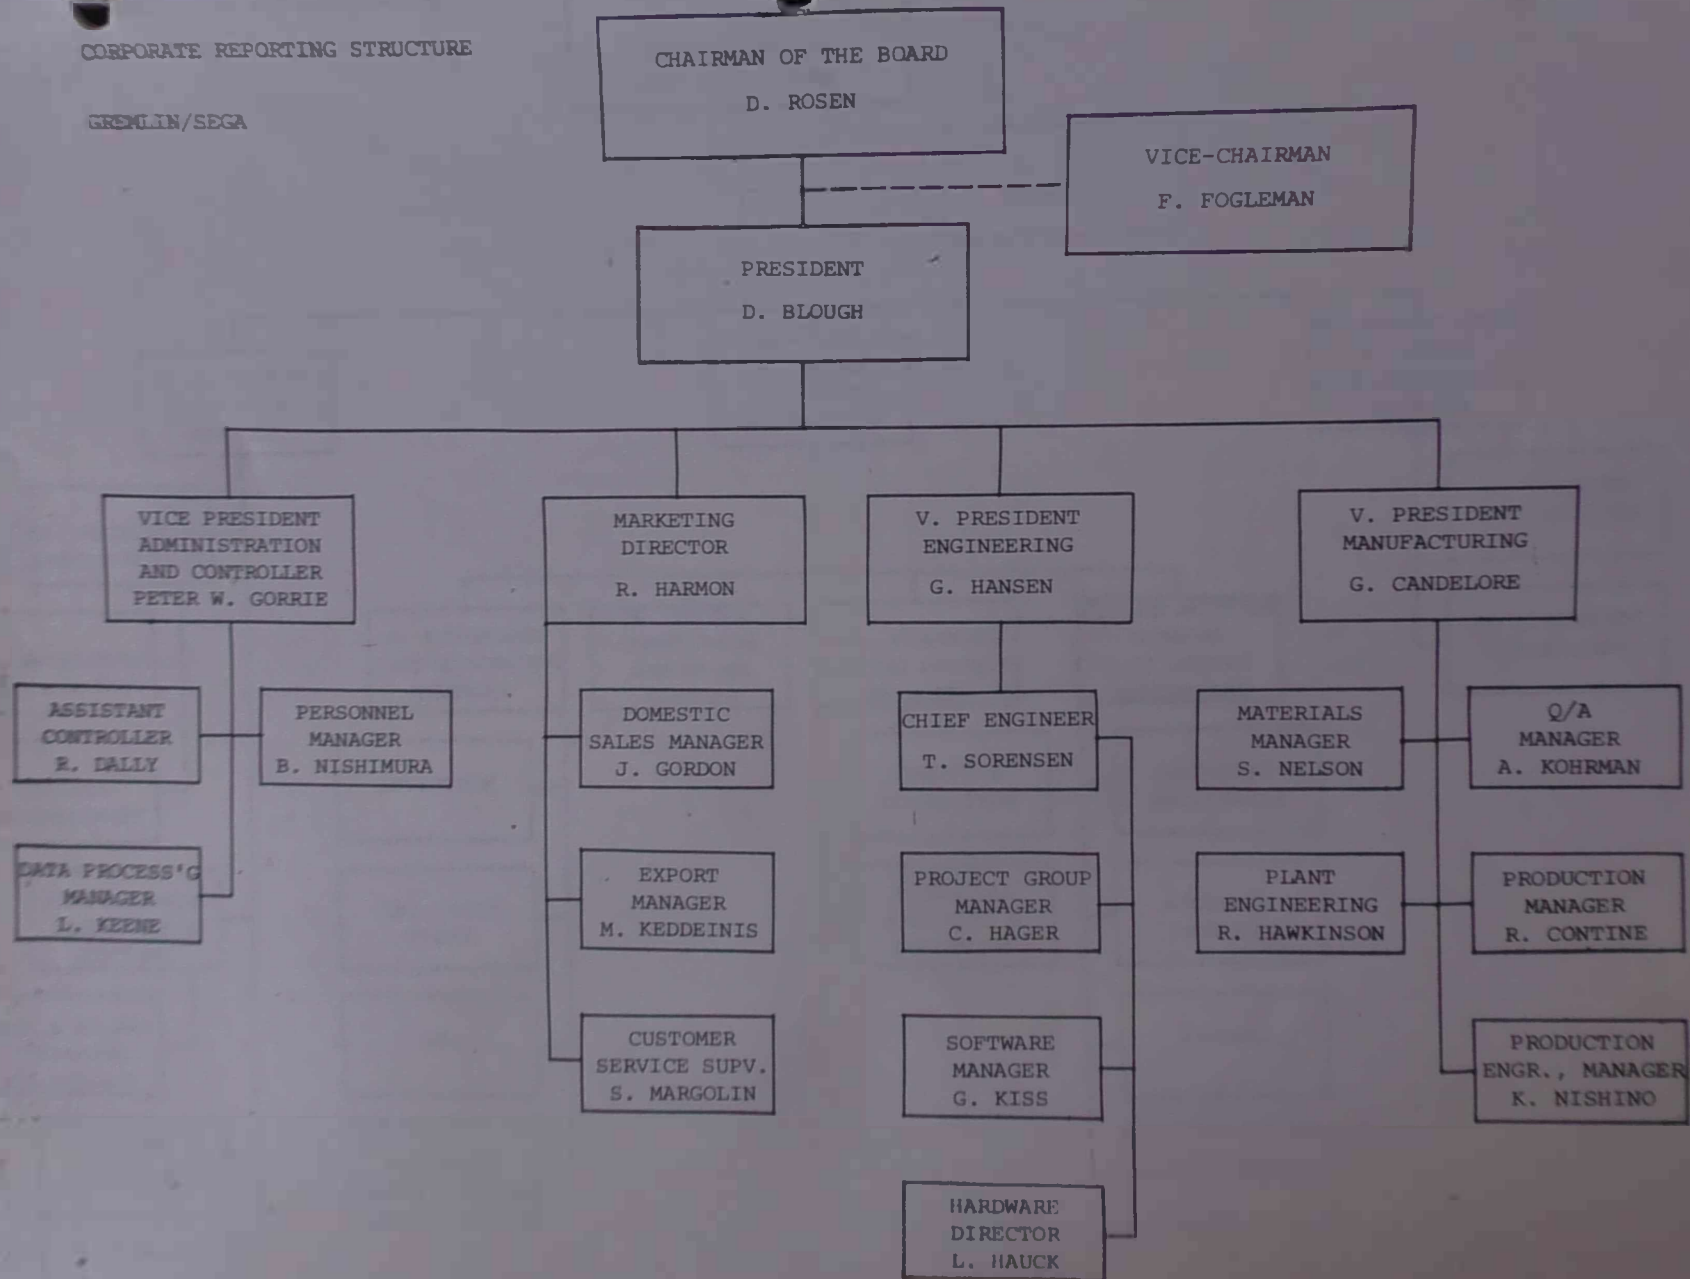 CORPORATE REPORTING STRUCTURE
GREMLIN/SEGA
CHAIRMAN OF THE BOARD
D. ROSEN
VICE-CHAIRMAN
F. FOGLEMAN
PRESIDENT
D. BLOUGH
VICE PRESIDENT
ADMINISTRATION
AND CONTROLLER
PETER W. GORRIE
MARKETING
DIRECTOR
R. HARMON
V. PRESIDENT
ENGINEERING
G. HANSEN
V. PRESIDENT
MANUFACTURING
G. CANDELORE
ASSISTANT
CONTROLLER
R. DALLY
PERSONNEL
MANAGER
B. NISHIMURA
DOMESTIC
SALES MANAGER
J. GORDON
CHIEF ENGINEER
T. SORENSEN
MATERIALS
MANAGER
S. NELSON
Q/A
MANAGER
A. KOHRMAN
DATA PROCESS'G
MANAGER
L. KEENE
EXPORT
MANAGER
M. KEDDEINIS
PROJECT GROUP
MANAGER
C. HAGER
PLANT
ENGINEERING
R. HAWKINSON
PRODUCTION
MANAGER
R. CONTINE
CUSTOMER
SERVICE SUPV.
S. MARGOLIN
SOFTWARE
MANAGER
G. KISS
PRODUCTION
ENGR., MANAGER
K. NISHINO
HARDWARE
DIRECTOR
L. HAUCK